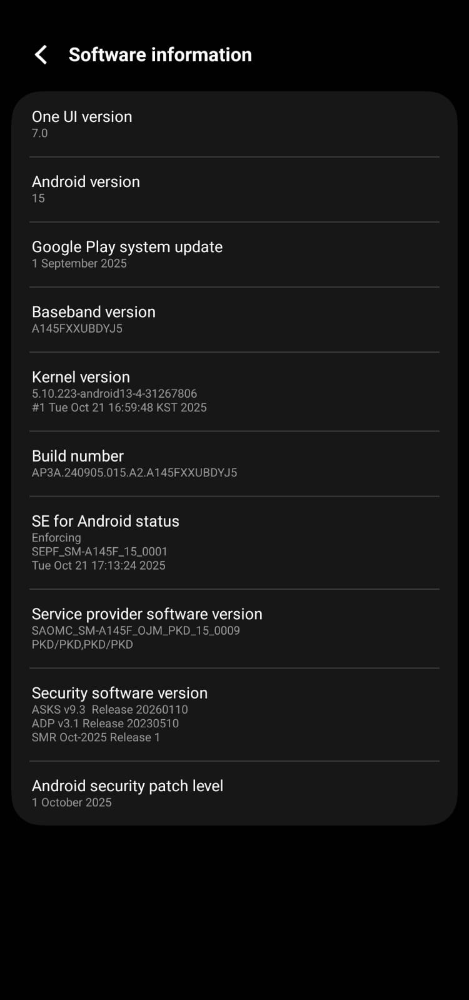 Software information
One UI version
7.0
Android version
15
Google Play system update
1 September 2025
Baseband version
A145FXXUBDYJ5
Kernel version
5.10.223-android13-4-31267806
#1 Tue Oct 21 16:59:48 KST 2025
Build number
AP3A.240905.015.A2.A145FXXUBDYJ5
SE for Android status
Enforcing
SEPF_SM-A145F_15_0001
Tue Oct 21 17:13:24 2025
Service provider software version
SAOMC_SM-A145F_OJM_PKD_15_0009
PKD/PKD,PKD/PKD
Security software version
ASKS v9.3  Release 20260110
ADP v3.1 Release 20230510
SMR Oct-2025 Release 1
Android security patch level
1 October 2025